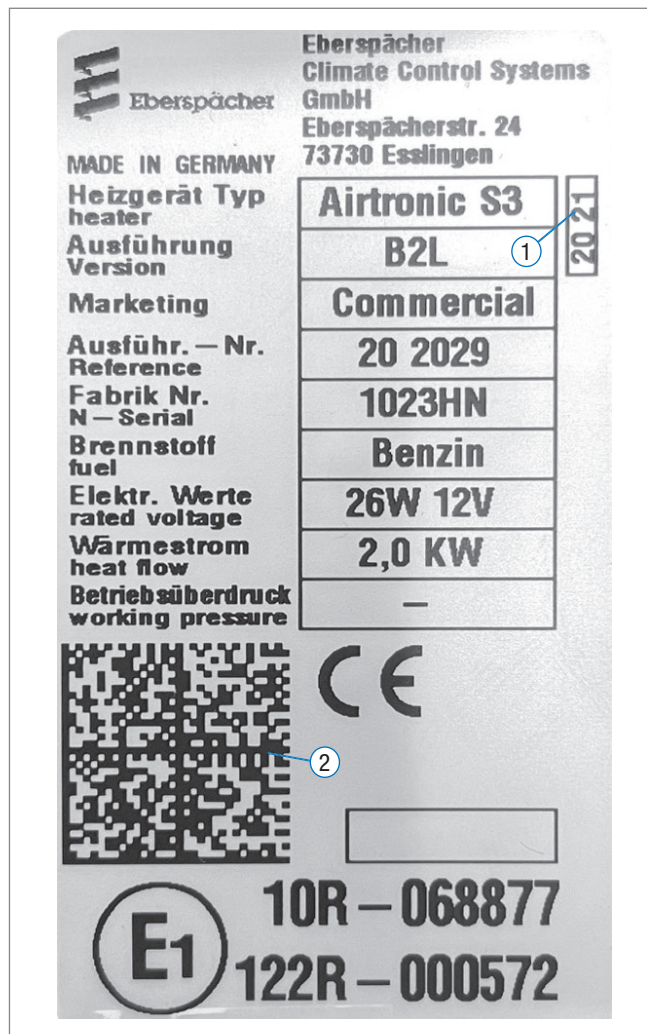 Eberspächer
Eberspächer
Climate Control Systems
GmbH
Eberspächerstr. 24
73730 Esslingen
MADE IN GERMANY
Heizgerät Typ
heater
Airtronic S3
20 21
1
Ausführung
Version
B2L
Marketing
Commercial
Ausführ. – Nr.
Reference
20 2029
Fabrik Nr.
N – Serial
1023HN
Brennstoff
fuel
Benzin
Elektr. Werte
rated voltage
26W 12V
Wärmestrom
heat flow
2,0 KW
Betriebsüberdruck
working pressure
–
CE
2
E1
10R – 068877
122R – 000572